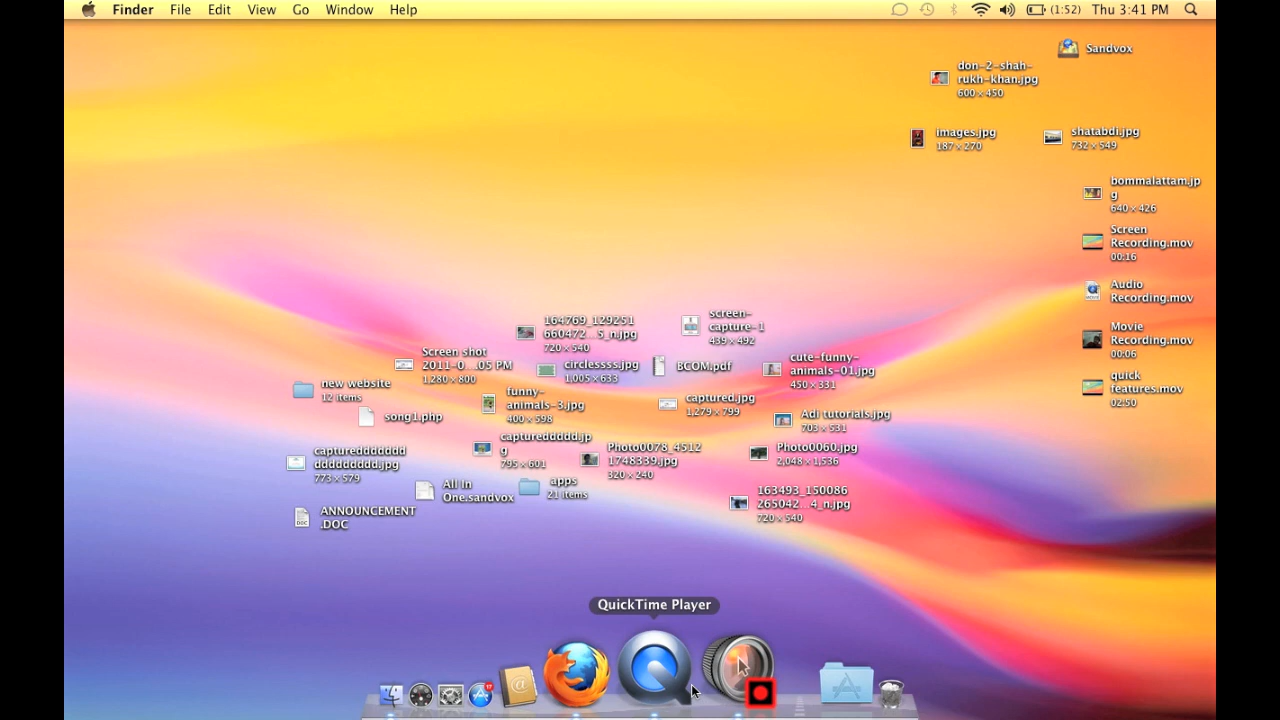 Finder File Edit View Go Window Help (1:52) Thu 3:41 PM
Sandvox
don-2-shah-
rukh-khan.jpg
600 × 450
images.jpg
187 × 270
shatabdi.jpg
732 × 549
bommalattam.jp
g
640 × 426
Screen
Recording.mov
00:16
Audio
Recording.mov
Movie
Recording.mov
00:06
quick
features.mov
02:50
164769_129251
660472...5_n.jpg
720 × 540
screen-
capture-1
439 × 492
Screen shot
2011-0...05 PM
1,280 × 800
circlessss.jpg
1,005 × 633
BCOM.pdf
cute-funny-
animals-01.jpg
450 × 331
new website
12 items
funny-
animals-3.jpg
400 × 598
captured.jpg
1,279 × 799
song1.php
Adi tutorials.jpg
703 × 531
captureddddd.jp
g
795 × 601
Photo0078_4512
1748339.jpg
320 × 240
Photo0060.jpg
2,048 × 1,536
captureddddddd
ddddddddd.jpg
773 × 579
All In
One.sandvox
apps
21 items
163493_150086
265042...4_n.jpg
720 × 540
ANNOUNCEMENT
.DOC
QuickTime Player